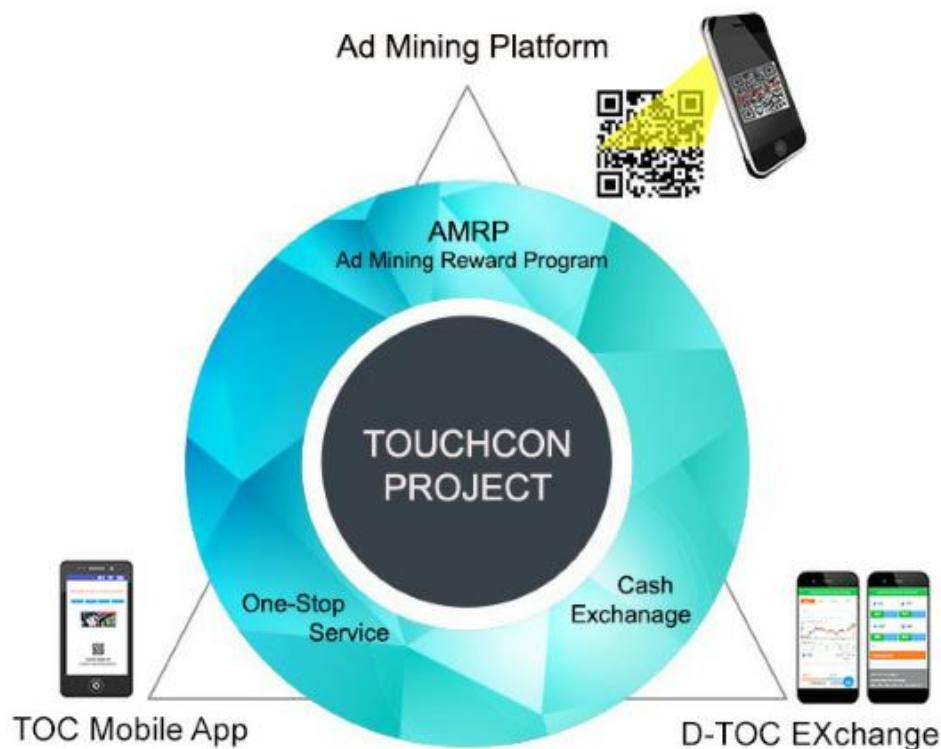 Ad Mining Platform
AMRP
Ad Mining Reward Program
TOUCHCON
PROJECT
One-Stop
Service
Cash
Exchanage
TOC Mobile App
D-TOC EXchange